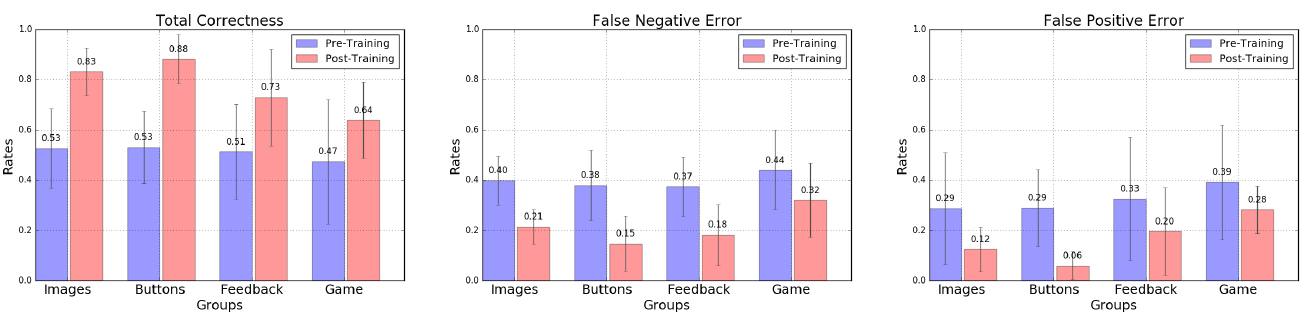 Total Correctness
1.0
0.8
0.6
0.4
0.2
0.0
Rates
Pre-Training
Post-Training
0.53
0.83
0.53
0.88
0.51
0.73
0.47
0.64
Images Buttons Feedback Game
Groups
False Negative Error
1.0
0.8
0.6
0.4
0.2
0.0
Rates
Pre-Training
Post-Training
0.40
0.21
0.38
0.15
0.37
0.18
0.44
0.32
Images Buttons Feedback Game
Groups
False Positive Error
1.0
0.8
0.6
0.4
0.2
0.0
Rates
Pre-Training
Post-Training
0.29
0.12
0.29
0.06
0.33
0.20
0.39
0.28
Images Buttons Feedback Game
Groups